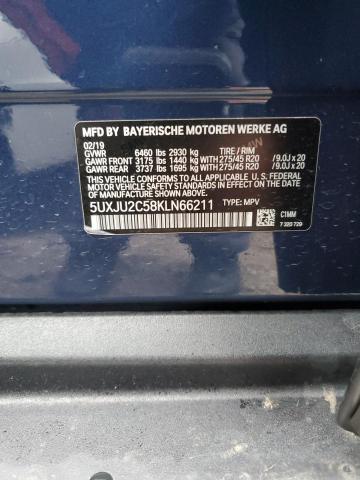 MFD BY BAYERISCHE MOTOREN WERKE AG
02/19
GVWR 6460 lbs 2930 kg TIRE / RIM
GAWR FRONT 3175 lbs 1440 kg WITH 275/45 R20 /9.0J x 20
GAWR REAR 3737 lbs 1695 kg WITH 275/45 R20 /9.0J x 20
THIS VEHICLE CONFORMS TO ALL APPLICABLE FEDERAL
MOTOR VEHICLE SAFETY STANDARDS IN EFFECT ON THE DATE
OF MANUFACTURE SHOWN ABOVE.
5UXJU2C58KLN66211 TYPE: MPV
C1MM
7 320 729